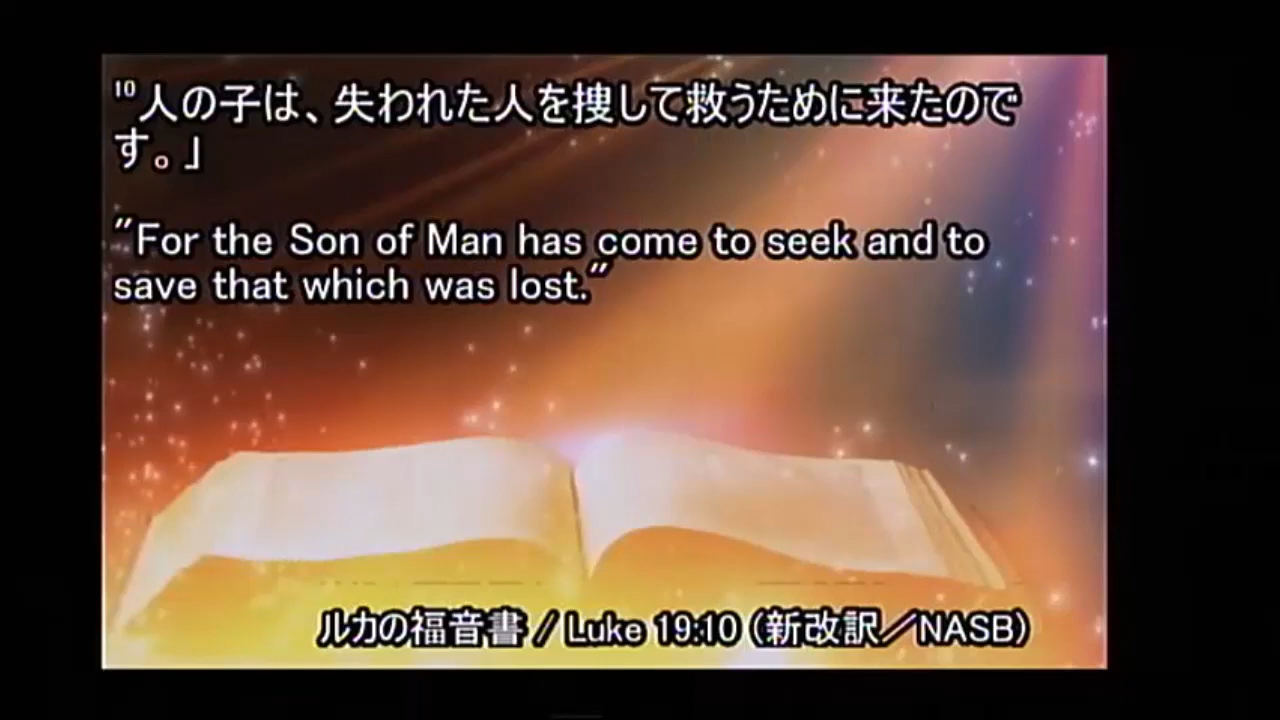 10 人の子は、失われた人を捜して救うために来たので
す。」
"For the Son of Man has come to seek and to
save that which was lost."
ルカの福音書 / Luke 19:10 (新改訳／NASB)